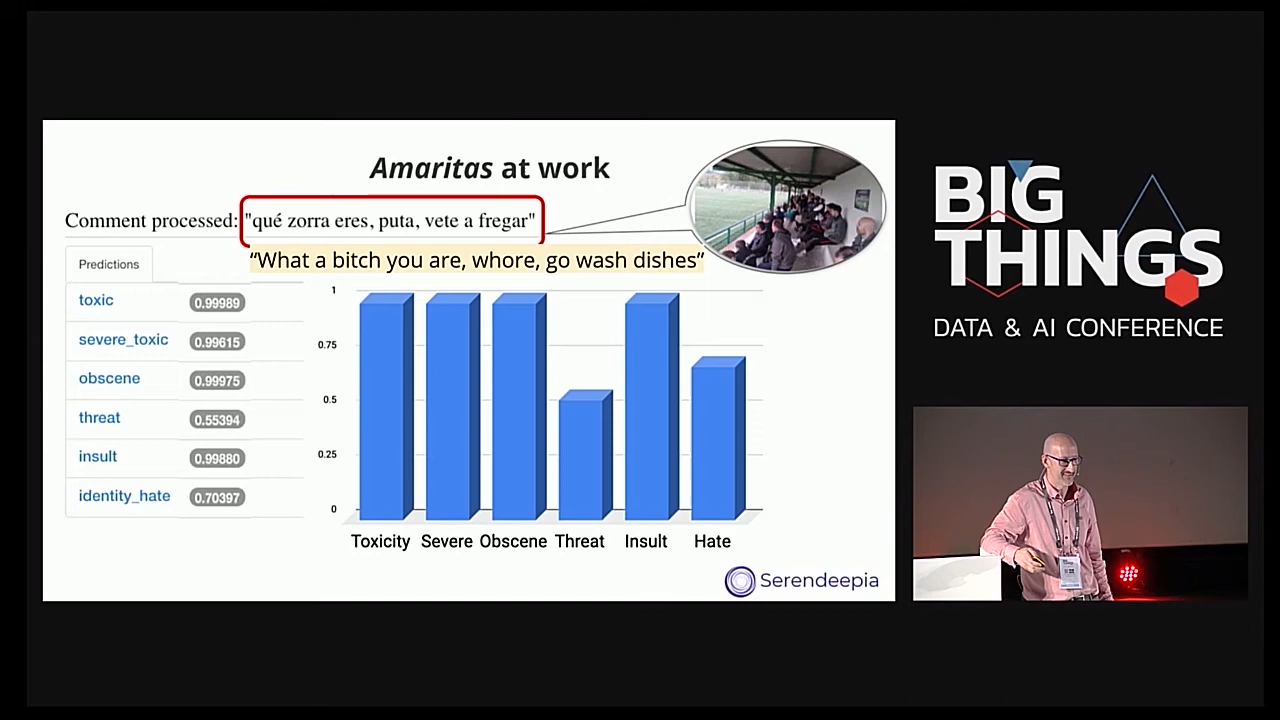 Amaritas at work
Comment processed: "qué zorra eres, puta, vete a fregar"
“What a bitch you are, whore, go wash dishes”
Predictions
toxic 0.99989
severe_toxic 0.99615
obscene 0.99975
threat 0.55394
insult 0.99880
identity_hate 0.70397
1
0.75
0.5
0.25
0
Toxicity Severe Obscene Threat Insult Hate
Serendeepia
BIG
THINGS
DATA & AI CONFERENCE